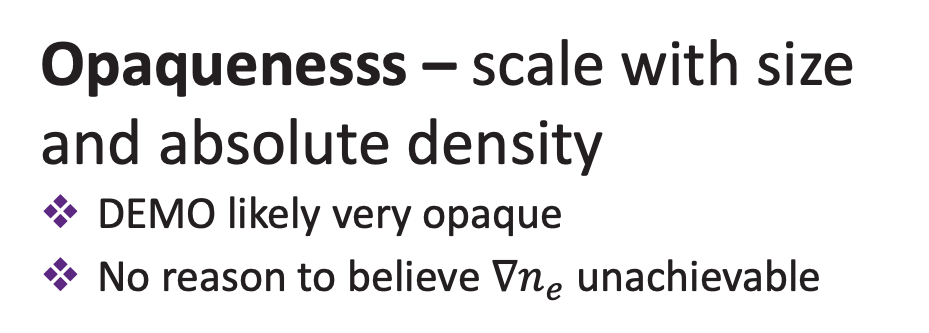 Opaquenesss – scale with size
and absolute density
❖ DEMO likely very opaque
❖ No reason to believe ∇nₑ unachievable